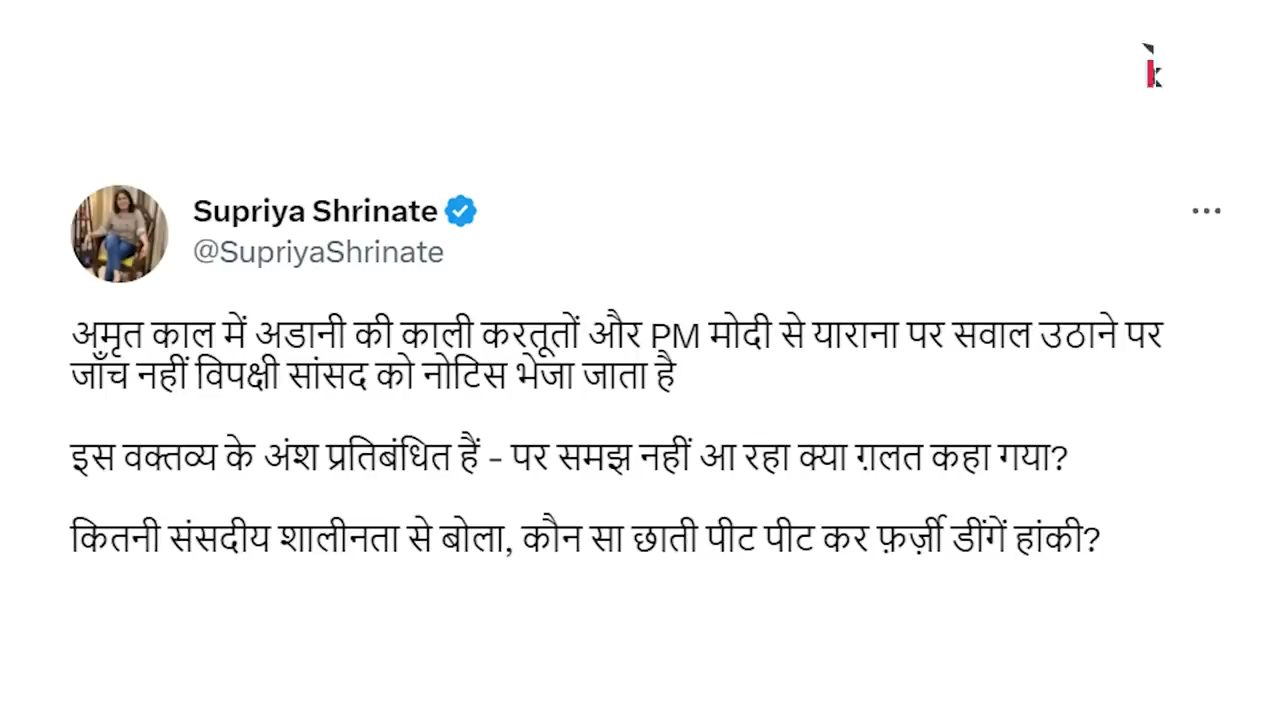 Supriya Shrinate
@SupriyaShrinate
अमृत काल में अडानी की काली करतूतों और PM मोदी से याराना पर सवाल उठाने पर
जाँच नहीं विपक्षी सांसद को नोटिस भेजा जाता है
इस वक्तव्य के अंश प्रतिबंधित हैं - पर समझ नहीं आ रहा क्या ग़लत कहा गया?
कितनी संसदीय शालीनता से बोला, कौन सा छाती पीट पीट कर फ़र्ज़ी डींगें हांकी?